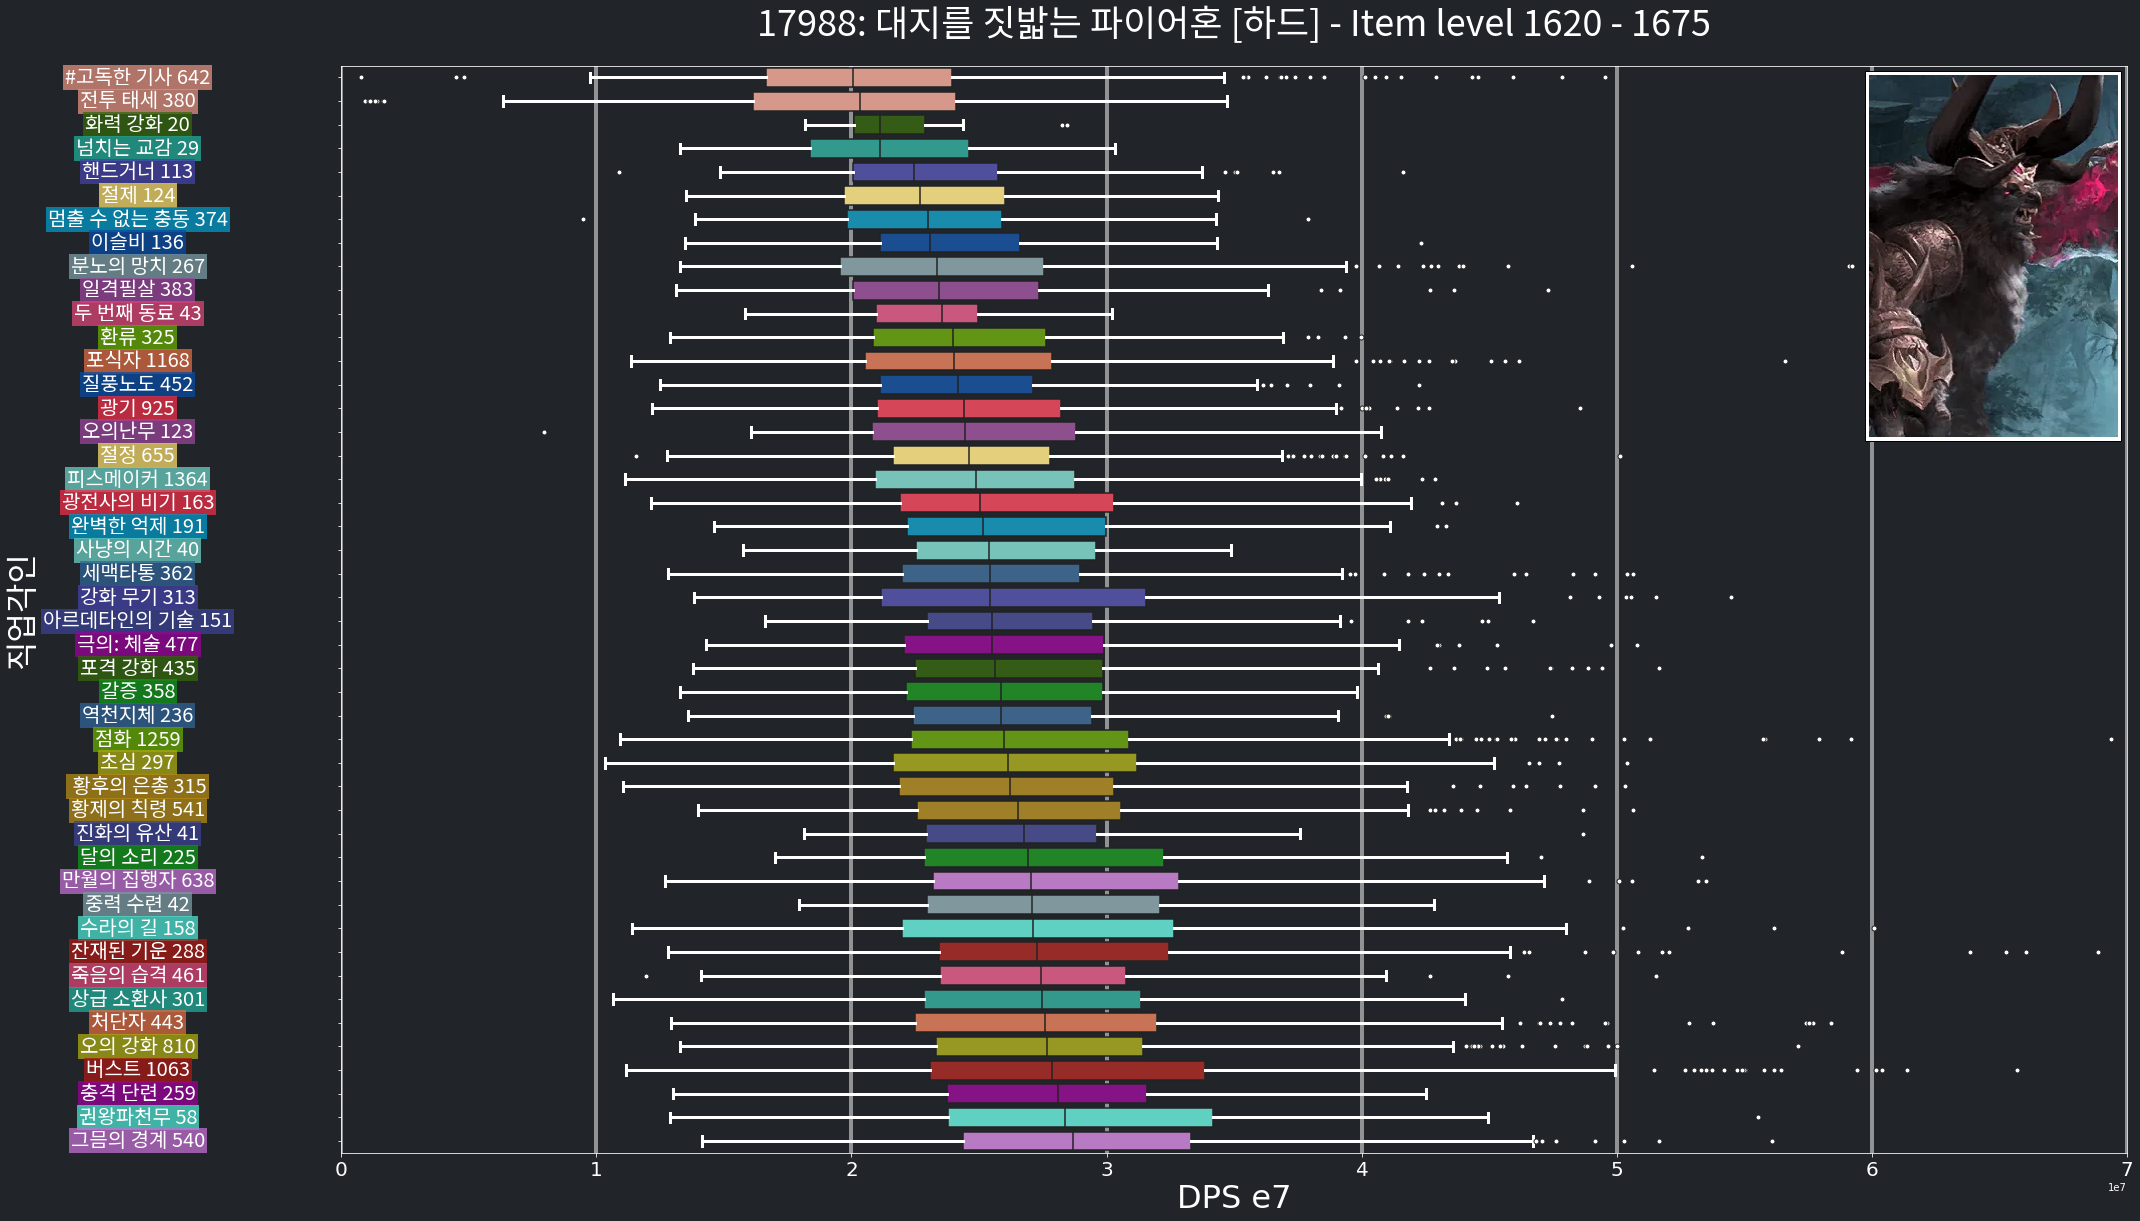 17988: 대지를 짓밟는 파이어혼 [하드] - Item level 1620 - 1675
#고독한 기사 642
전투 태세 380
화력 강화 20
넘치는 교감 29
핸드거너 113
절제 124
멈출 수 없는 충동 374
이슬비 136
분노의 망치 267
일격필살 383
두 번째 동료 43
환류 325
포식자 1168
질풍노도 452
광기 925
오의난무 123
절정 655
피스메이커 1364
광전사의 비기 163
완벽한 억제 191
사냥의 시간 40
세맥타통 362
강화 무기 313
아르데타인의 기술 151
극의: 체술 477
포격 강화 435
갈증 358
역천지체 236
점화 1259
초심 297
황후의 은총 315
황제의 칙령 541
진화의 유산 41
달의 소리 225
만월의 집행자 638
중력 수련 42
수라의 길 158
잔재된 기운 288
죽음의 습격 461
상급 소환사 301
처단자 443
오의 강화 810
버스트 1063
충격 단련 259
권왕파천무 58
그믐의 경계 540
직업각인
0 1 2 3 4 5 6 7
DPS e7
1e7